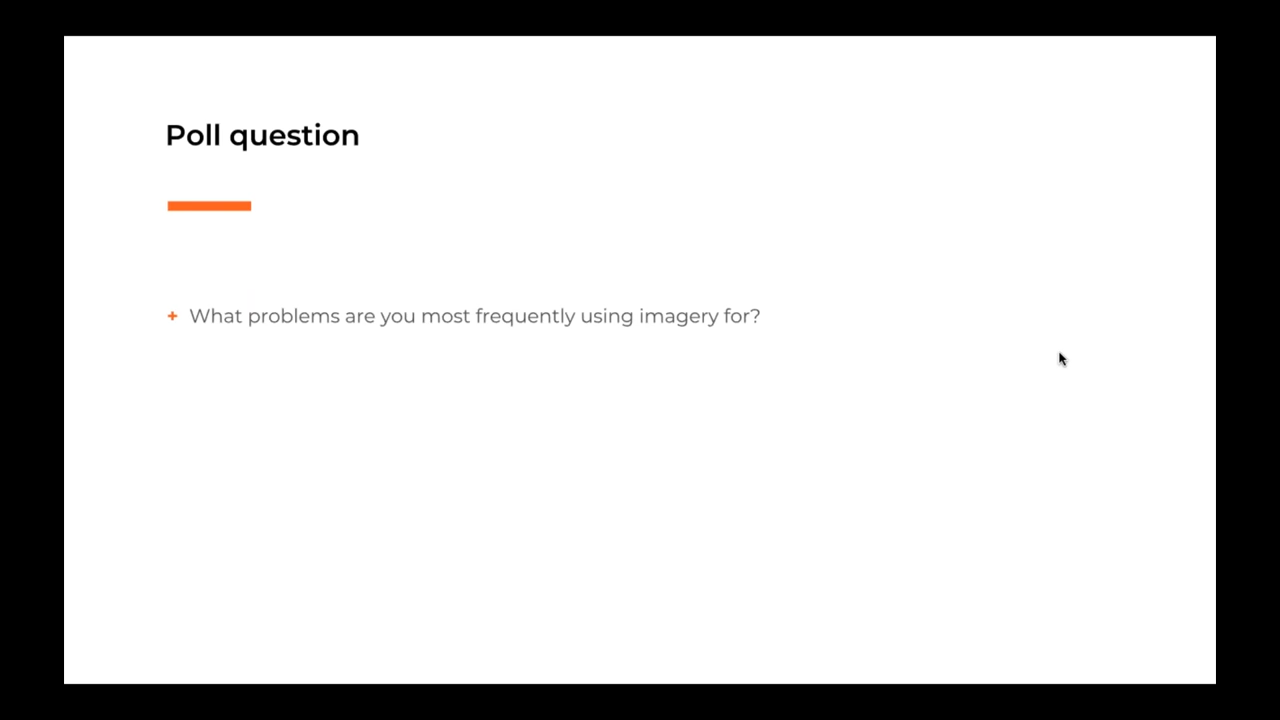 Poll question
+ What problems are you most frequently using imagery for?